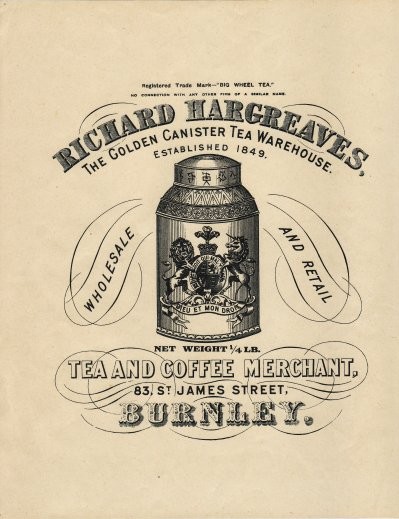 Registered Trade Mark—"BIG WHEEL TEA."
NO CONNECTION WITH ANY OTHER FIRM OF A SIMILAR NAME.
RICHARD HARGREAVES,
THE GOLDEN CANISTER TEA WAREHOUSE.
ESTABLISHED 1849.
WHOLESALE
AND RETAIL
DIEU ET MON DROIT
NET WEIGHT ¼ LB.
TEA AND COFFEE MERCHANT,
83, ST JAMES STREET,
BURNLEY.